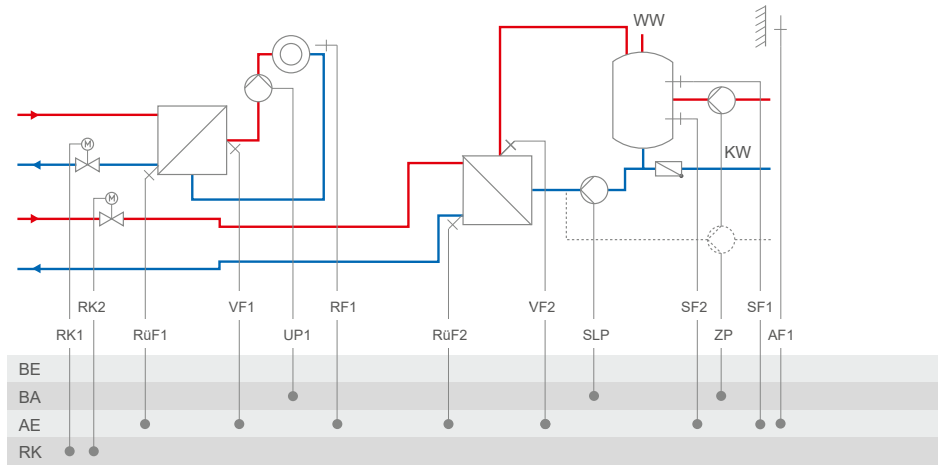 WW
M
KW
M
RK2
VF1
RF1
VF2
SF2
SF1
RK1
RüF1
UP1
RüF2
SLP
ZP
AF1
BE
BA
AE
RK